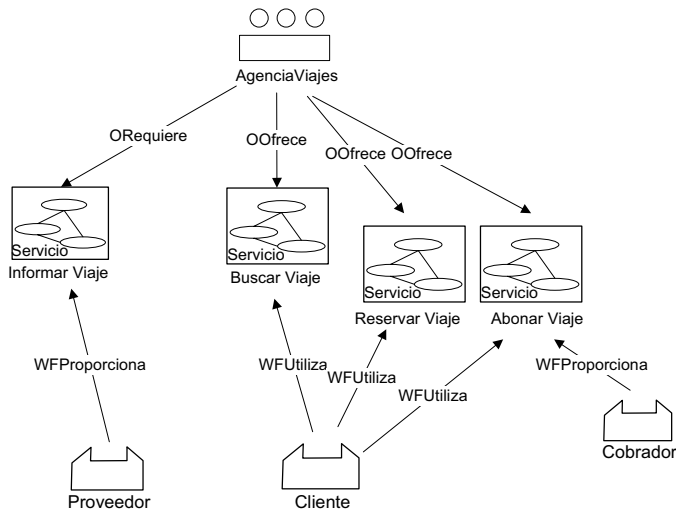 AgenciaViajes
ORequiere
OOfrece
OOfrece OOfrece
Servicio
Informar Viaje
Servicio
Buscar Viaje
Servicio
Reservar Viaje
Servicio
Abonar Viaje
WFProporciona
WFUtiliza
WFUtiliza
WFUtiliza
WFProporciona
Proveedor
Cliente
Cobrador